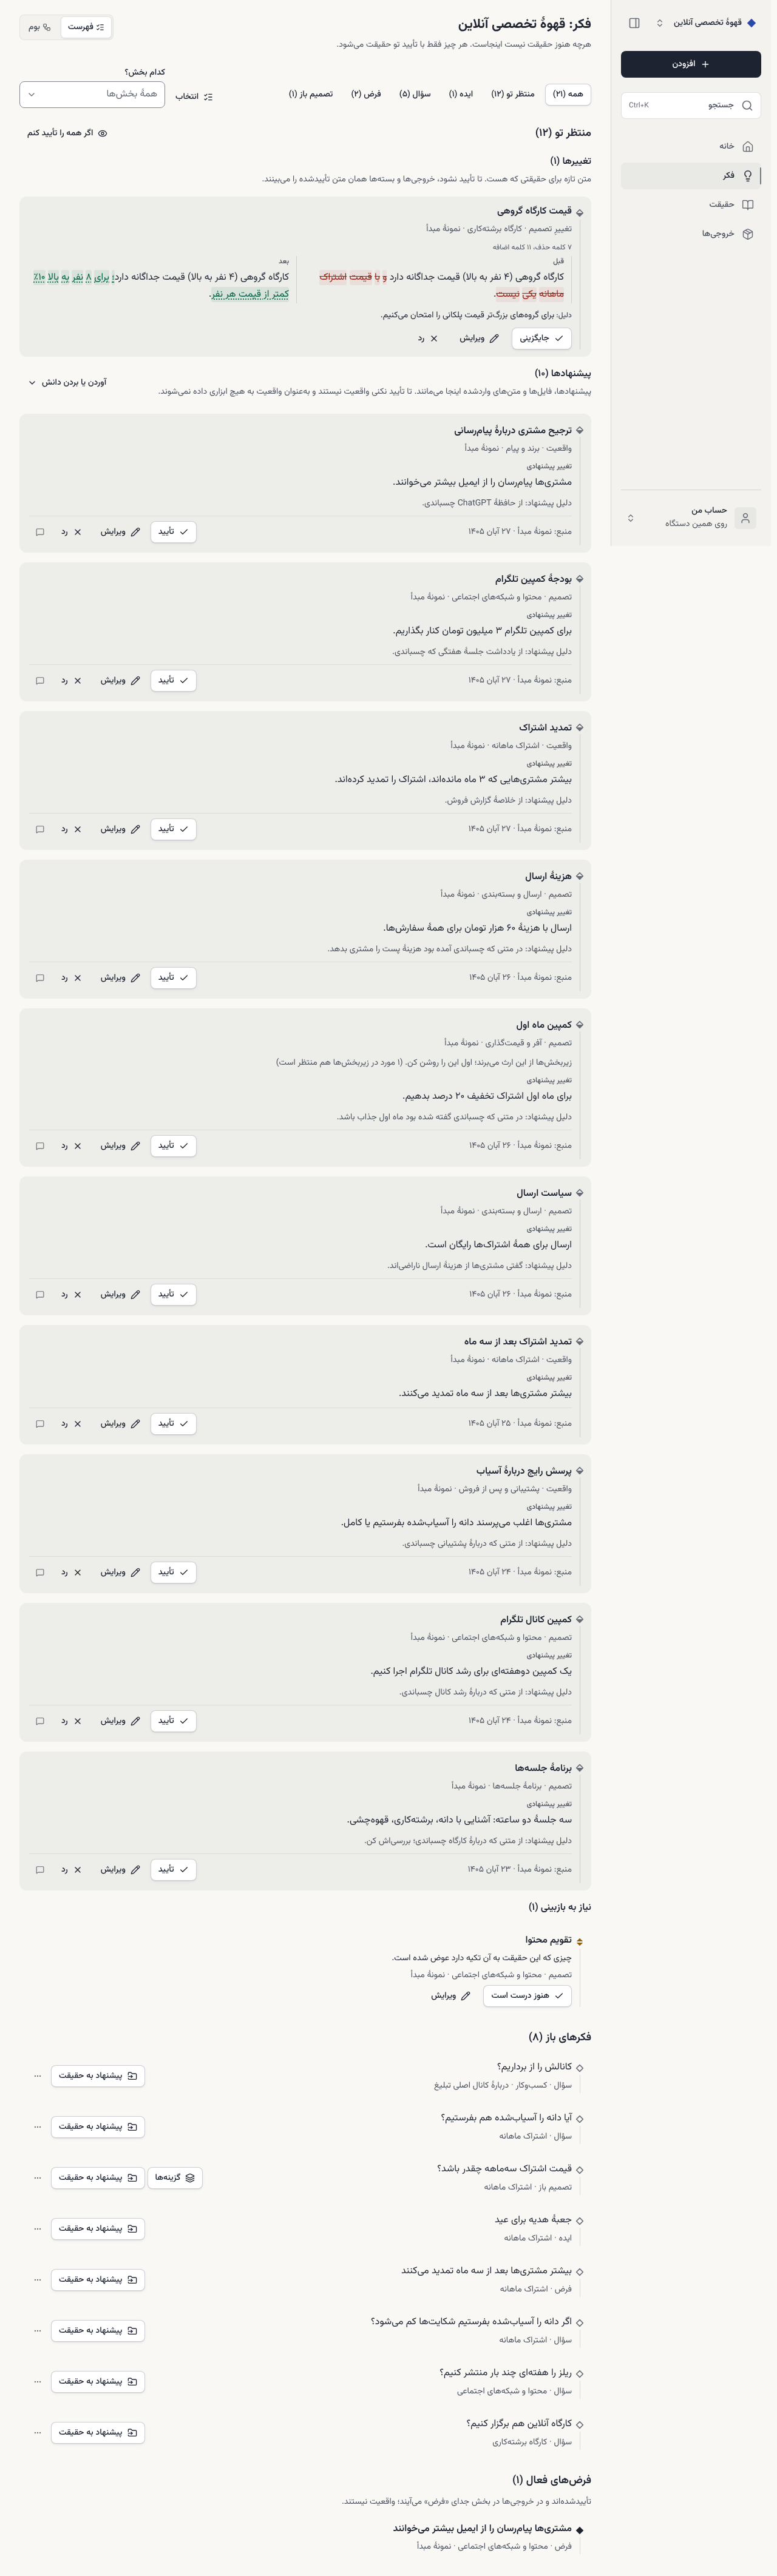 قهوهٔ تخصصی آنلاین
افزودن
جستجو
Ctrl+K
خانه
فکر
حقیقت
خروجی‌ها
حساب من
روی همین دستگاه
فکر: قهوهٔ تخصصی آنلاین
هرچه هنوز حقیقت نیست اینجاست. هر چیز فقط با تأیید تو حقیقت می‌شود.
فهرست
بوم
همه (۲۱)
منتظر تو (۱۲)
ایده (۱)
سؤال (۵)
فرض (۲)
تصمیم باز (۱)
انتخاب
کدام بخش؟
همهٔ بخش‌ها
منتظر تو (۱۲)
اگر همه را تأیید کنم
تغییرها (۱)
متن تازه برای حقیقتی که هست. تا تأیید نشود، خروجی‌ها و بسته‌ها همان متن تأییدشده را می‌بینند.
قیمت کارگاه گروهی
تغییرِ تصمیم · کارگاه برشته‌کاری · نمونهٔ مبدأ
۷ کلمه حذف، ۱۱ کلمه اضافه
قبل
کارگاه گروهی (۴ نفر به بالا) قیمت جداگانه دارد و با قیمت اشتراک
ماهانه یکی نیست.
بعد
کارگاه گروهی (۴ نفر به بالا) قیمت جداگانه دارد؛ برای ۸ نفر به بالا ۱۰٪
کمتر از قیمت هر نفر.
دلیل: برای گروه‌های بزرگ‌تر قیمت پلکانی را امتحان می‌کنیم.
جایگزینی
ویرایش
رد
پیشنهادها (۱۰)
آوردن یا بردن دانش
پیشنهادها، فایل‌ها و متن‌های واردشده اینجا می‌مانند. تا تأیید نکنی واقعیت نیستند و به‌عنوان واقعیت به هیچ ابزاری داده نمی‌شوند.
ترجیح مشتری دربارهٔ پیام‌رسانی
واقعیت · برند و پیام · نمونهٔ مبدأ
تغییر پیشنهادی
مشتری‌ها پیام‌رسان را از ایمیل بیشتر می‌خوانند.
دلیل پیشنهاد: از حافظهٔ ChatGPT چسباندی.
منبع: نمونهٔ مبدأ · ۲۷ آبان ۱۴۰۵
تأیید
ویرایش
رد
بودجهٔ کمپین تلگرام
تصمیم · محتوا و شبکه‌های اجتماعی · نمونهٔ مبدأ
تغییر پیشنهادی
برای کمپین تلگرام ۳ میلیون تومان کنار بگذاریم.
دلیل پیشنهاد: از یادداشت جلسهٔ هفتگی که چسباندی.
منبع: نمونهٔ مبدأ · ۲۷ آبان ۱۴۰۵
تأیید
ویرایش
رد
تمدید اشتراک
واقعیت · اشتراک ماهانه · نمونهٔ مبدأ
تغییر پیشنهادی
بیشتر مشتری‌هایی که ۳ ماه مانده‌اند، اشتراک را تمدید کرده‌اند.
دلیل پیشنهاد: از خلاصهٔ گزارش فروش.
منبع: نمونهٔ مبدأ · ۲۷ آبان ۱۴۰۵
تأیید
ویرایش
رد
هزینهٔ ارسال
تصمیم · ارسال و بسته‌بندی · نمونهٔ مبدأ
تغییر پیشنهادی
ارسال با هزینهٔ ۶۰ هزار تومان برای همهٔ سفارش‌ها.
دلیل پیشنهاد: در متنی که چسباندی آمده بود هزینهٔ پست را مشتری بدهد.
منبع: نمونهٔ مبدأ · ۲۶ آبان ۱۴۰۵
تأیید
ویرایش
رد
کمپین ماه اول
تصمیم · آفر و قیمت‌گذاری · نمونهٔ مبدأ
زیربخش‌ها از این ارث می‌برند؛ اول این را روشن کن. (۱ مورد در زیربخش‌ها هم منتظر است)
تغییر پیشنهادی
برای ماه اول اشتراک تخفیف ۲۰ درصد بدهیم.
دلیل پیشنهاد: در متنی که چسباندی گفته شده بود ماه اول جذاب باشد.
منبع: نمونهٔ مبدأ · ۲۶ آبان ۱۴۰۵
تأیید
ویرایش
رد
سیاست ارسال
تصمیم · ارسال و بسته‌بندی · نمونهٔ مبدأ
تغییر پیشنهادی
ارسال برای همهٔ اشتراک‌ها رایگان است.
دلیل پیشنهاد: گفتی مشتری‌ها از هزینهٔ ارسال ناراضی‌اند.
منبع: نمونهٔ مبدأ · ۲۶ آبان ۱۴۰۵
تأیید
ویرایش
رد
تمدید اشتراک بعد از سه ماه
واقعیت · اشتراک ماهانه · نمونهٔ مبدأ
تغییر پیشنهادی
بیشتر مشتری‌ها بعد از سه ماه تمدید می‌کنند.
منبع: نمونهٔ مبدأ · ۲۵ آبان ۱۴۰۵
تأیید
ویرایش
رد
پرسش رایج دربارهٔ آسیاب
واقعیت · پشتیبانی و پس از فروش · نمونهٔ مبدأ
تغییر پیشنهادی
مشتری‌ها اغلب می‌پرسند دانه را آسیاب‌شده بفرستیم یا کامل.
دلیل پیشنهاد: از متنی که دربارهٔ پشتیبانی چسباندی.
منبع: نمونهٔ مبدأ · ۲۴ آبان ۱۴۰۵
تأیید
ویرایش
رد
کمپین کانال تلگرام
تصمیم · محتوا و شبکه‌های اجتماعی · نمونهٔ مبدأ
تغییر پیشنهادی
یک کمپین دوهفته‌ای برای رشد کانال تلگرام اجرا کنیم.
دلیل پیشنهاد: از متنی که دربارهٔ رشد کانال چسباندی.
منبع: نمونهٔ مبدأ · ۲۴ آبان ۱۴۰۵
تأیید
ویرایش
رد
برنامهٔ جلسه‌ها
تصمیم · برنامهٔ جلسه‌ها · نمونهٔ مبدأ
تغییر پیشنهادی
سه جلسهٔ دو ساعته: آشنایی با دانه، برشته‌کاری، قهوه‌چشی.
دلیل پیشنهاد: از متنی که دربارهٔ کارگاه چسباندی؛ بررسی‌اش کن.
منبع: نمونهٔ مبدأ · ۲۳ آبان ۱۴۰۵
تأیید
ویرایش
رد
نیاز به بازبینی (۱)
تقویم محتوا
چیزی که این حقیقت به آن تکیه دارد عوض شده است.
تصمیم · محتوا و شبکه‌های اجتماعی · نمونهٔ مبدأ
هنوز درست است
ویرایش
فکرهای باز (۸)
کانالش را از برداریم؟
سؤال · کسب‌وکار · دربارهٔ کانال اصلی تبلیغ
پیشنهاد به حقیقت
آیا دانه را آسیاب‌شده هم بفرستیم؟
سؤال · اشتراک ماهانه
پیشنهاد به حقیقت
قیمت اشتراک سه‌ماهه چقدر باشد؟
تصمیم باز · اشتراک ماهانه
گزینه‌ها
پیشنهاد به حقیقت
جعبهٔ هدیه برای عید
ایده · اشتراک ماهانه
پیشنهاد به حقیقت
بیشتر مشتری‌ها بعد از سه ماه تمدید می‌کنند
فرض · اشتراک ماهانه
پیشنهاد به حقیقت
اگر دانه را آسیاب‌شده بفرستیم شکایت‌ها کم می‌شود؟
سؤال · اشتراک ماهانه
پیشنهاد به حقیقت
ریلز را هفته‌ای چند بار منتشر کنیم؟
سؤال · محتوا و شبکه‌های اجتماعی
پیشنهاد به حقیقت
کارگاه آنلاین هم برگزار کنیم؟
سؤال · کارگاه برشته‌کاری
پیشنهاد به حقیقت
فرض‌های فعال (۱)
تأییدشده‌اند و در خروجی‌ها در بخش جدای «فرض» می‌آیند؛ واقعیت نیستند.
مشتری‌ها پیام‌رسان را از ایمیل بیشتر می‌خوانند
فرض · محتوا و شبکه‌های اجتماعی · نمونهٔ مبدأ